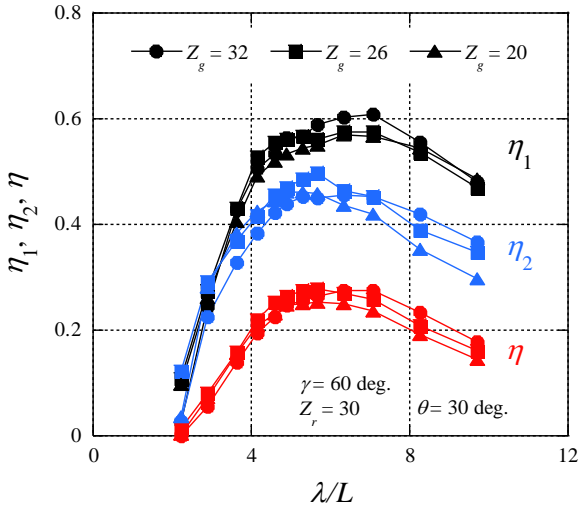 0.8
Z_g = 32 Z_g = 26 Z_g = 20
0.6
η_1
η_1, η_2, η
0.4
η_2
0.2
η
γ = 60 deg.
Z_r = 30 θ = 30 deg.
0
0 4 8 12
λ/L